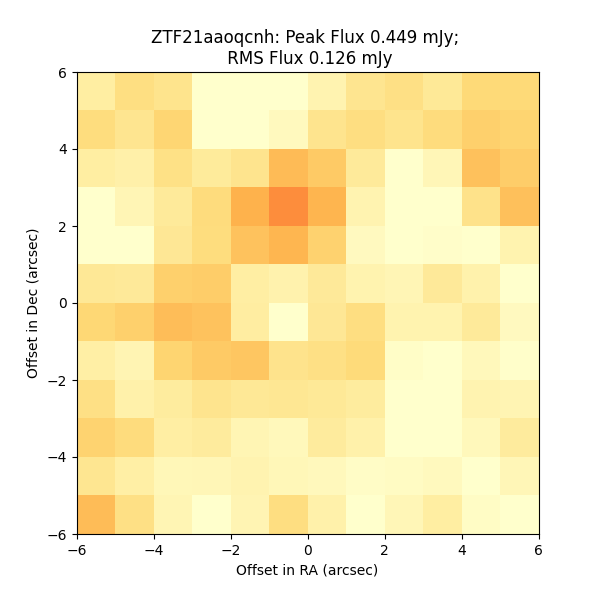 ZTF21aaoqcnh: Peak Flux 0.449 mJy;
RMS Flux 0.126 mJy
6
4
2
0
−2
−4
−6
Offset in Dec (arcsec)
−6 −4 −2 0 2 4 6
Offset in RA (arcsec)